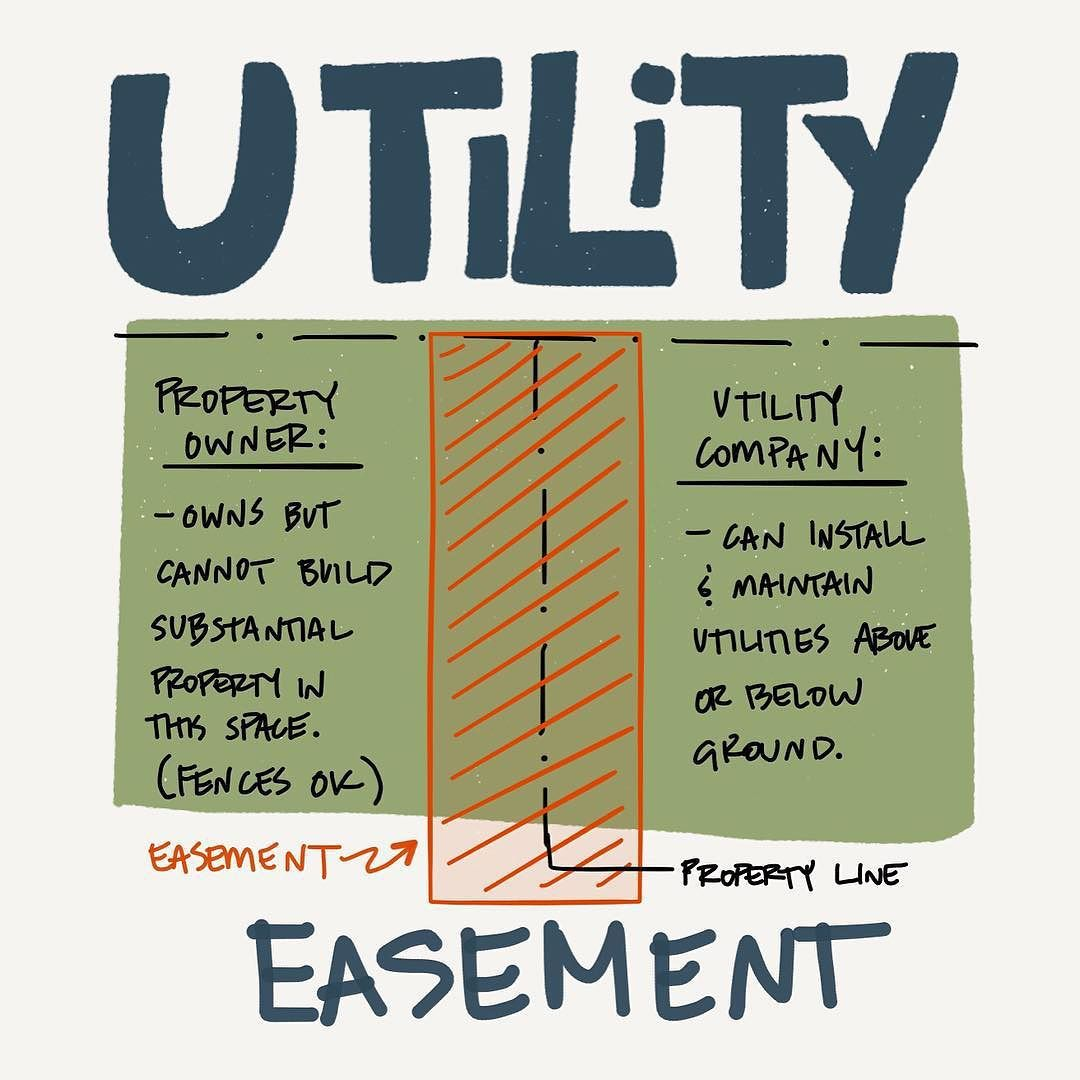 UTILITY
PROPERTY
OWNER:
- OWNS BUT
CANNOT BUILD
SUBSTANTIAL
PROPERTY IN
THIS SPACE.
(FENCES OK)
UTILITY
COMPANY:
- CAN INSTALL
& MAINTAIN
UTILITIES ABOVE
OR BELOW
GROUND.
EASEMENT
PROPERTY LINE
EASEMENT